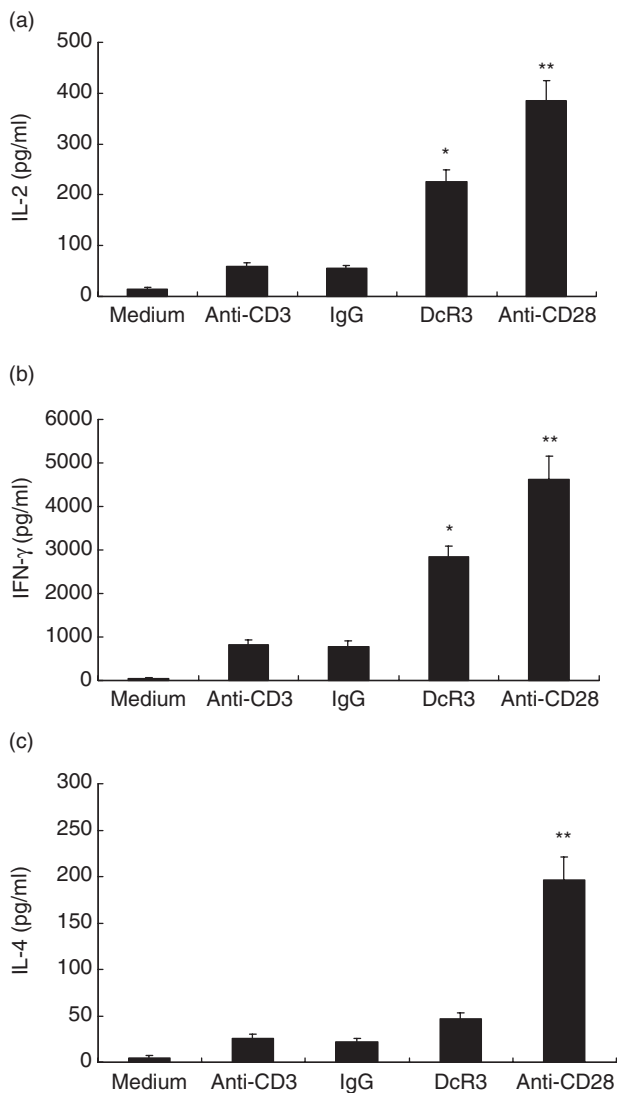 (a)
500
400
300
200
100
0
IL-2 (pg/ml)
*
**
Medium Anti-CD3 IgG DcR3 Anti-CD28
(b)
6000
5000
4000
3000
2000
1000
0
IFN-γ (pg/ml)
*
**
Medium Anti-CD3 IgG DcR3 Anti-CD28
(c)
300
250
200
150
100
50
0
IL-4 (pg/ml)
**
Medium Anti-CD3 IgG DcR3 Anti-CD28